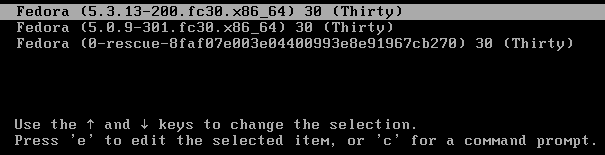 Fedora (5.3.13-200.fc30.x86_64) 30 (Thirty)
Fedora (5.0.9-301.fc30.x86_64) 30 (Thirty)
Fedora (0-rescue-8faf07e003e04400993e8e91967cb270) 30 (Thirty)
Use the ↑ and ↓ keys to change the selection.
Press 'e' to edit the selected item, or 'c' for a command prompt.